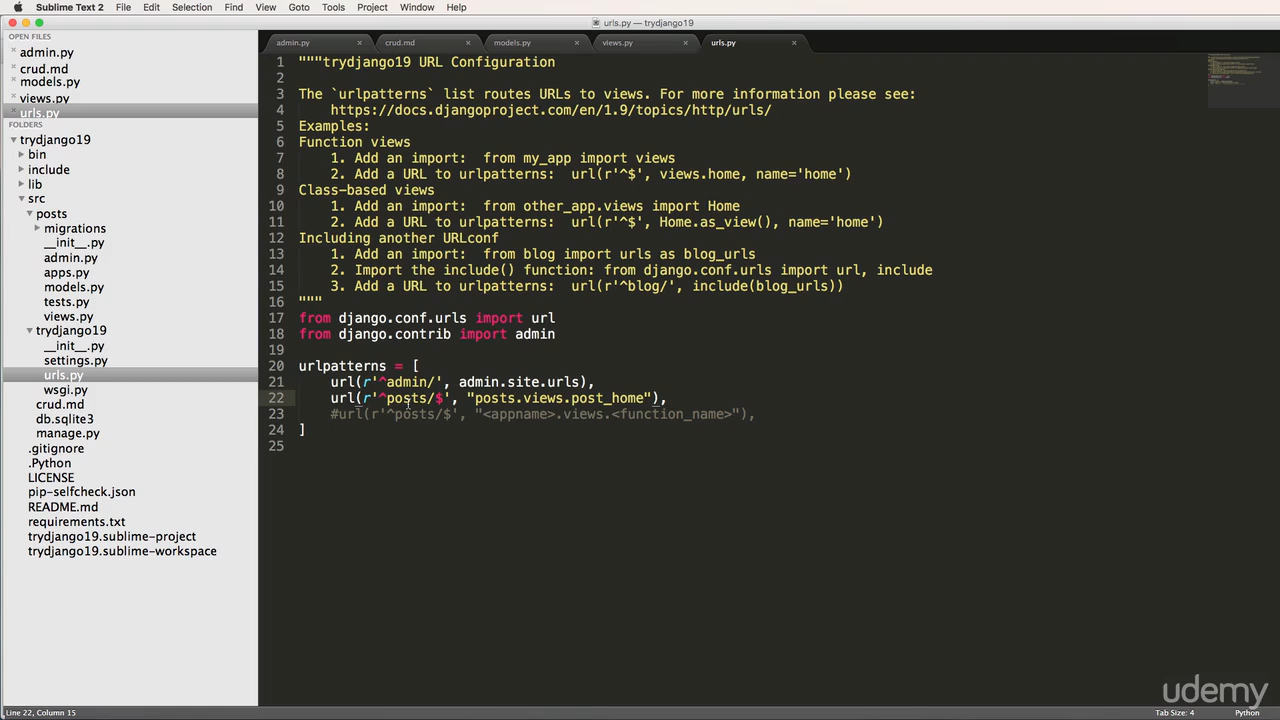 Sublime Text 2 File Edit Selection Find View Goto Tools Project Window Help
urls.py — trydjango19
OPEN FILES
admin.py
crud.md
models.py
views.py
urls.py
FOLDERS
trydjango19
bin
include
lib
src
posts
migrations
__init__.py
admin.py
apps.py
models.py
tests.py
views.py
trydjango19
__init__.py
settings.py
urls.py
wsgi.py
crud.md
db.sqlite3
manage.py
.gitignore
.Python
LICENSE
pip-selfcheck.json
README.md
requirements.txt
trydjango19.sublime-project
trydjango19.sublime-workspace
admin.py × crud.md × models.py × views.py × urls.py ×
1 """trydjango19 URL Configuration
2
3 The `urlpatterns` list routes URLs to views. For more information please see:
4     https://docs.djangoproject.com/en/1.9/topics/http/urls/
5 Examples:
6 Function views
7     1. Add an import:  from my_app import views
8     2. Add a URL to urlpatterns:  url(r'^$', views.home, name='home')
9 Class-based views
10     1. Add an import:  from other_app.views import Home
11     2. Add a URL to urlpatterns:  url(r'^$', Home.as_view(), name='home')
12 Including another URLconf
13     1. Add an import:  from blog import urls as blog_urls
14     2. Import the include() function: from django.conf.urls import url, include
15     3. Add a URL to urlpatterns:  url(r'^blog/', include(blog_urls))
16 """
17 from django.conf.urls import url
18 from django.contrib import admin
19
20 urlpatterns = [
21     url(r'^admin/', admin.site.urls),
22     url(r'^posts/$', "posts.views.post_home"),
23     #url(r'^posts/$', "<appname>.views.<function_name>"),
24 ]
25
udemy
Line 22, Column 15 Tab Size: 4 Python